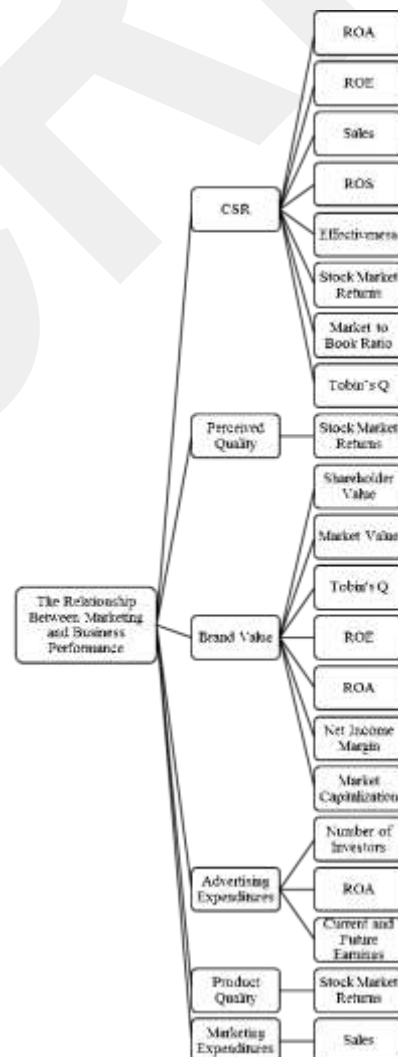 ROA
ROE
Sales
ROS
CSR
Effectiveness
Stock Market
Returns
Market to
Book Ratio
Tobin's Q
Perceived
Quality
Stock Market
Returns
Shareholder
Value
Market Value
Tobin's Q
The Relationship
Between Marketing
and Business
Performance
Brand Value
ROE
ROA
Net Income
Margin
Market
Capitalization
Number of
Investors
Advertising
Expenditures
ROA
Current and
Future
Earnings
Product
Quality
Stock Market
Returns
Marketing
Expenditures
Sales